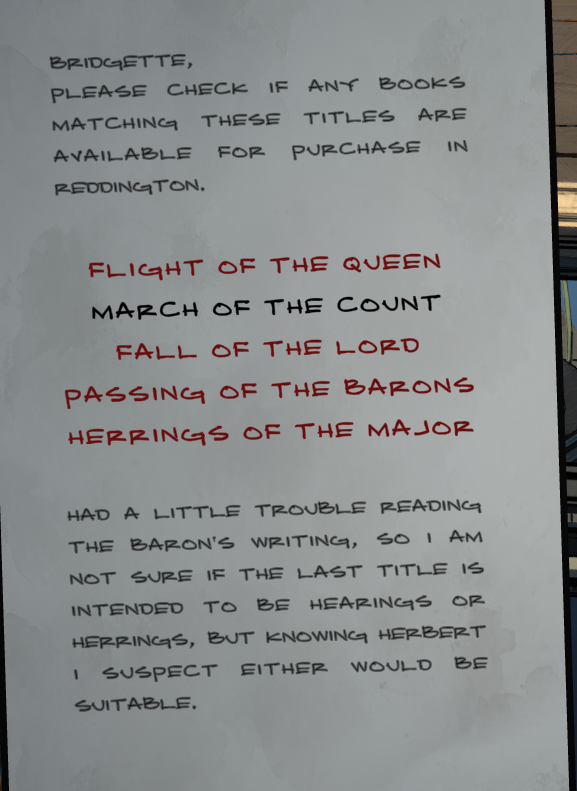 BRIDGETTE,
PLEASE CHECK IF ANY BOOKS
MATCHING THESE TITLES ARE
AVAILABLE FOR PURCHASE IN
REDDINGTON.
FLIGHT OF THE QUEEN
MARCH OF THE COUNT
FALL OF THE LORD
PASSING OF THE BARONS
HERRINGS OF THE MAJOR
HAD A LITTLE TROUBLE READING
THE BARON'S WRITING, SO I AM
NOT SURE IF THE LAST TITLE IS
INTENDED TO BE HEARINGS OR
HERRINGS, BUT KNOWING HERBERT
I SUSPECT EITHER WOULD BE
SUITABLE.